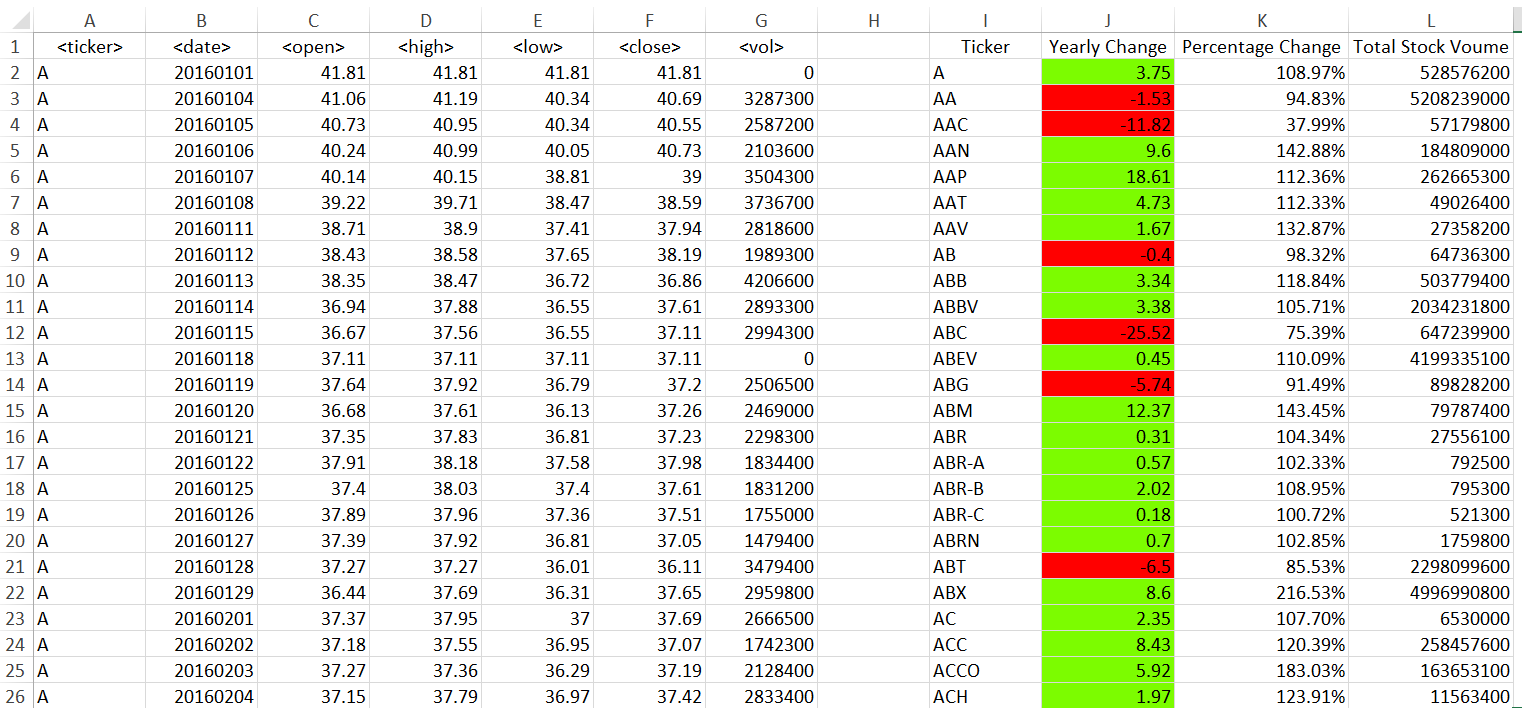 A B C D E F G H I J K L
1 <ticker> <date> <open> <high> <low> <close> <vol> Ticker Yearly Change Percentage Change Total Stock Voume
2 A 20160101 41.81 41.81 41.81 41.81 0 A 3.75 108.97% 528576200
3 A 20160104 41.06 41.19 40.34 40.69 3287300 AA -1.53 94.83% 5208239000
4 A 20160105 40.73 40.95 40.34 40.55 2587200 AAC -11.82 37.99% 57179800
5 A 20160106 40.24 40.99 40.05 40.73 2103600 AAN 9.6 142.88% 184809000
6 A 20160107 40.14 40.15 38.81 39 3504300 AAP 18.61 112.36% 262665300
7 A 20160108 39.22 39.71 38.47 38.59 3736700 AAT 4.73 112.33% 49026400
8 A 20160111 38.71 38.9 37.41 37.94 2818600 AAV 1.67 132.87% 27358200
9 A 20160112 38.43 38.58 37.65 38.19 1989300 AB -0.4 98.32% 64736300
10 A 20160113 38.35 38.47 36.72 36.86 4206600 ABB 3.34 118.84% 503779400
11 A 20160114 36.94 37.88 36.55 37.61 2893300 ABBV 3.38 105.71% 2034231800
12 A 20160115 36.67 37.56 36.55 37.11 2994300 ABC -25.52 75.39% 647239900
13 A 20160118 37.11 37.11 37.11 37.11 0 ABEV 0.45 110.09% 4199335100
14 A 20160119 37.64 37.92 36.79 37.2 2506500 ABG -5.74 91.49% 89828200
15 A 20160120 36.68 37.61 36.13 37.26 2469000 ABM 12.37 143.45% 79787400
16 A 20160121 37.35 37.83 36.81 37.23 2298300 ABR 0.31 104.34% 27556100
17 A 20160122 37.91 38.18 37.58 37.98 1834400 ABR-A 0.57 102.33% 792500
18 A 20160125 37.4 38.03 37.4 37.61 1831200 ABR-B 2.02 108.95% 795300
19 A 20160126 37.89 37.96 37.36 37.51 1755000 ABR-C 0.18 100.72% 521300
20 A 20160127 37.39 37.92 36.81 37.05 1479400 ABRN 0.7 102.85% 1759800
21 A 20160128 37.27 37.27 36.01 36.11 3479400 ABT -6.5 85.53% 2298099600
22 A 20160129 36.44 37.69 36.31 37.65 2959800 ABX 8.6 216.53% 4996990800
23 A 20160201 37.37 37.95 37 37.69 2666500 AC 2.35 107.70% 6530000
24 A 20160202 37.18 37.55 36.95 37.07 1742300 ACC 8.43 120.39% 258457600
25 A 20160203 37.27 37.36 36.29 37.19 2128400 ACCO 5.92 183.03% 163653100
26 A 20160204 37.15 37.79 36.97 37.42 2833400 ACH 1.97 123.91% 11563400